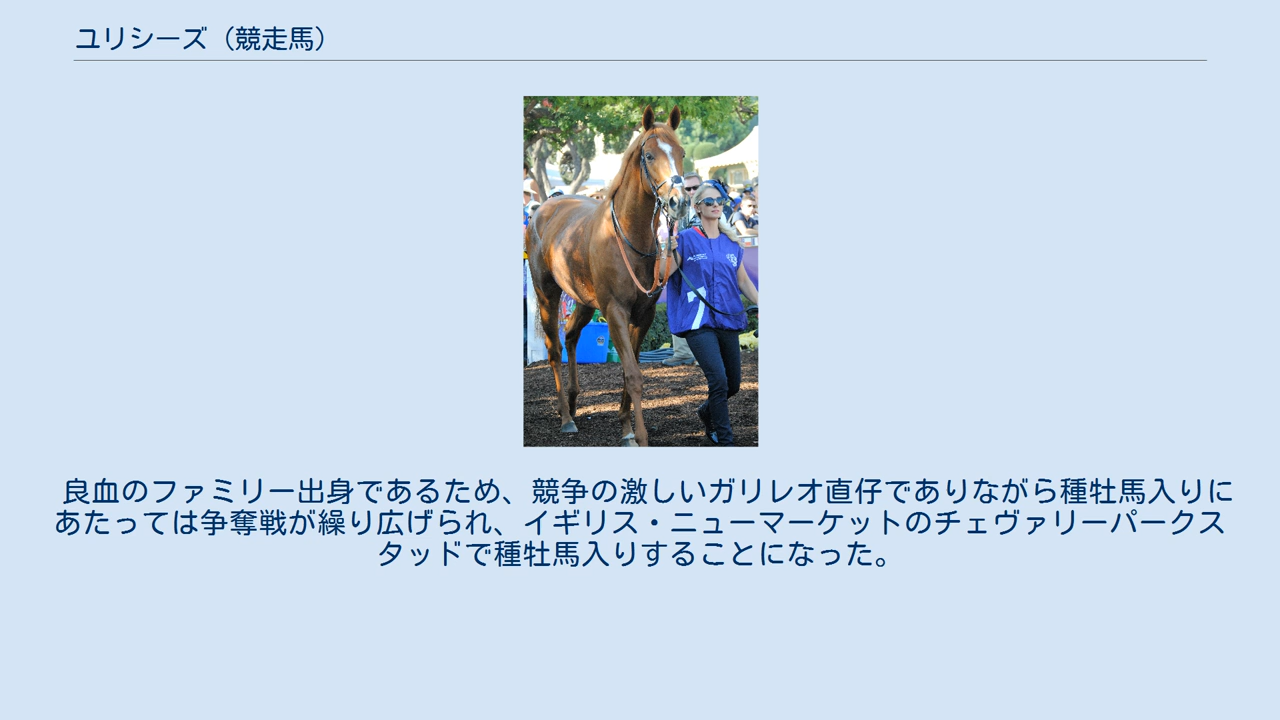 ユリシーズ（競走馬）
7
良血のファミリー出身であるため、競争の激しいガリレオ直仔でありながら種牡馬入りに
あたっては争奪戦が繰り広げられ、イギリス・ニューマーケットのチェヴァリーパークス
タッドで種牡馬入りすることになった。